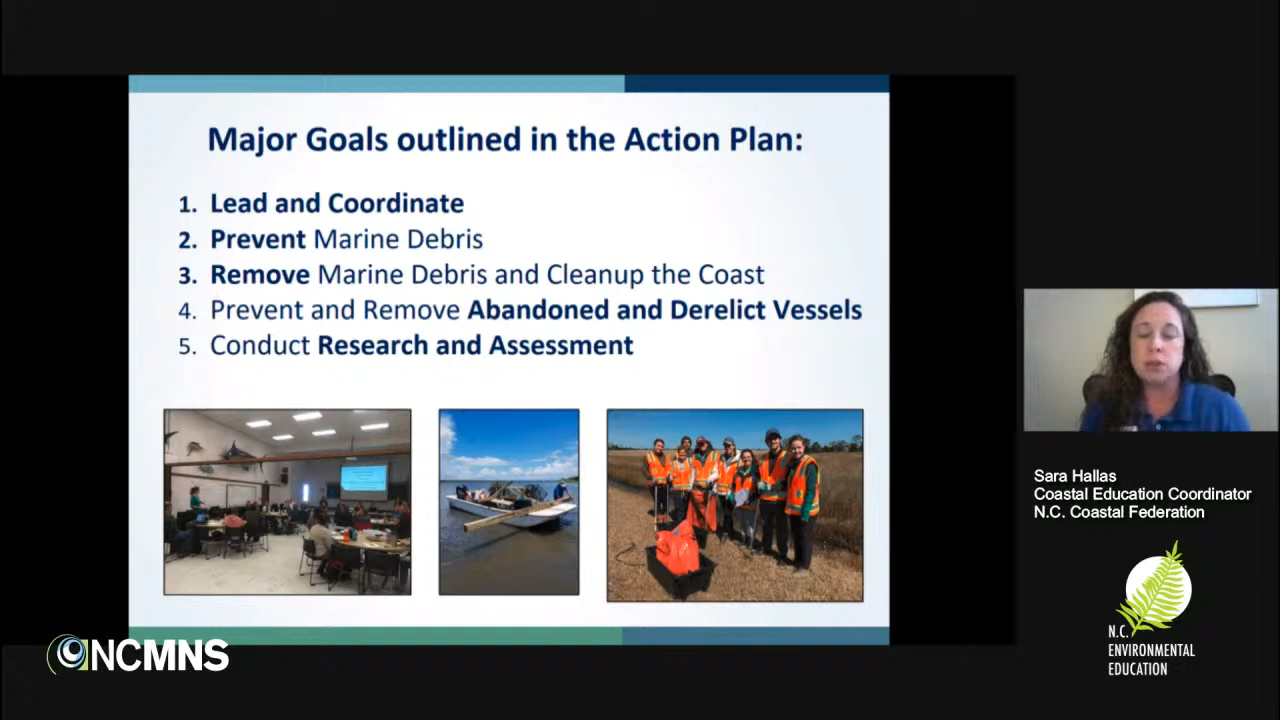 Major Goals outlined in the Action Plan:
1. Lead and Coordinate
2. Prevent Marine Debris
3. Remove Marine Debris and Cleanup the Coast
4. Prevent and Remove Abandoned and Derelict Vessels
5. Conduct Research and Assessment
Sara Hallas
Coastal Education Coordinator
N.C. Coastal Federation
NCMNS
N.C.
ENVIRONMENTAL
EDUCATION